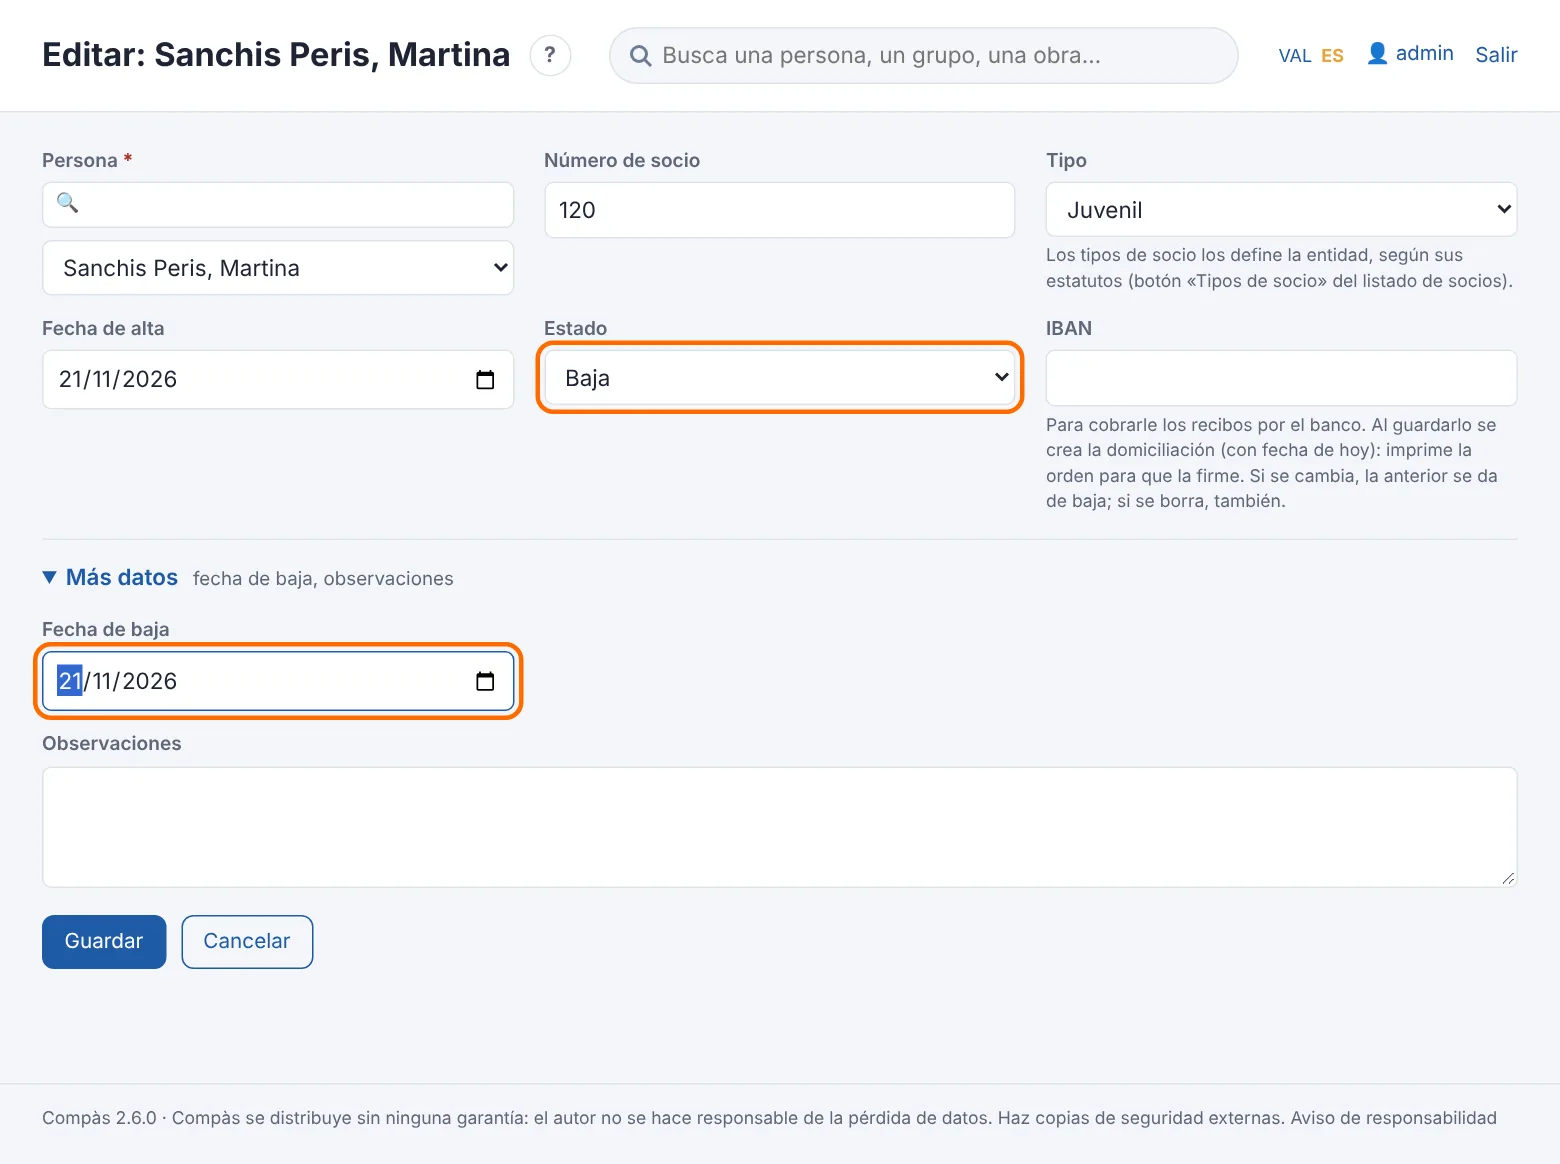 Editar: Sanchis Peris, Martina
?
Busca una persona, un grupo, una obra...
VAL ES
admin
Salir
Persona *
Sanchis Peris, Martina
Número de socio
120
Tipo
Juvenil
Los tipos de socio los define la entidad, según sus
estatutos (botón «Tipos de socio» del listado de socios).
Fecha de alta
21/11/2026
Estado
Baja
IBAN
Para cobrarle los recibos por el banco. Al guardarlo se
crea la domiciliación (con fecha de hoy): imprime la
orden para que la firme. Si se cambia, la anterior se da
de baja; si se borra, también.
Más datos fecha de baja, observaciones
Fecha de baja
21/11/2026
Observaciones
Guardar
Cancelar
Compàs 2.6.0 · Compàs se distribuye sin ninguna garantía: el autor no se hace responsable de la pérdida de datos. Haz copias de seguridad externas. Aviso de responsabilidad